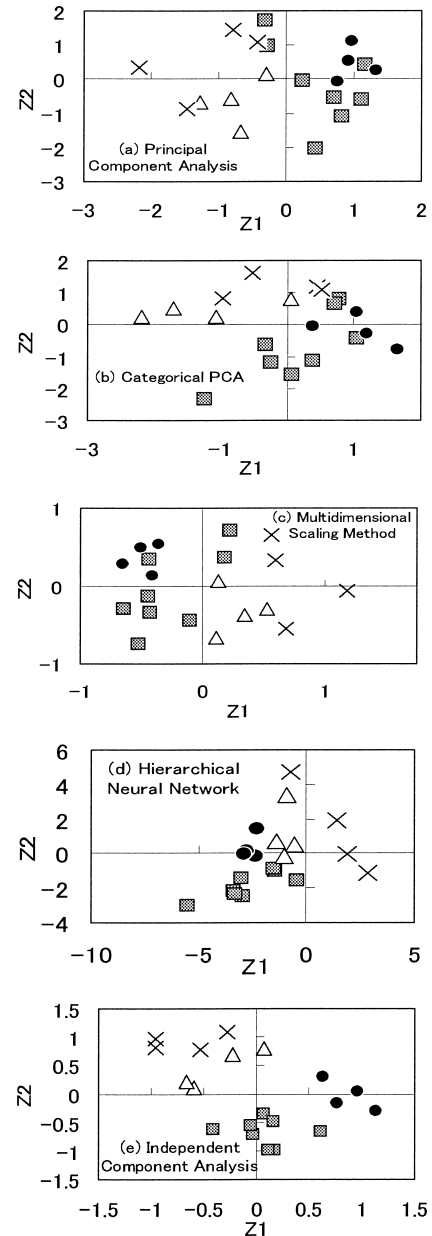 2
1
0
−1
−2
−3
Z2
(a) Principal
Component Analysis
−3
−2
−1
0
1
2
Z1
2
1
0
−1
−2
−3
Z2
(b) Categorical PCA
−3
−1
1
Z1
1
0
−1
Z2
(c) Multidimensional
Scaling Method
−1
0
1
Z1
6
4
2
0
−2
−4
Z2
(d) Hierarchical
Neural Network
−10
−5
0
5
Z1
1.5
1
0.5
0
−0.5
−1
−1.5
Z2
(e) Independent
Component Analysis
−1.5
−1
−0.5
0
0.5
1
1.5
Z1